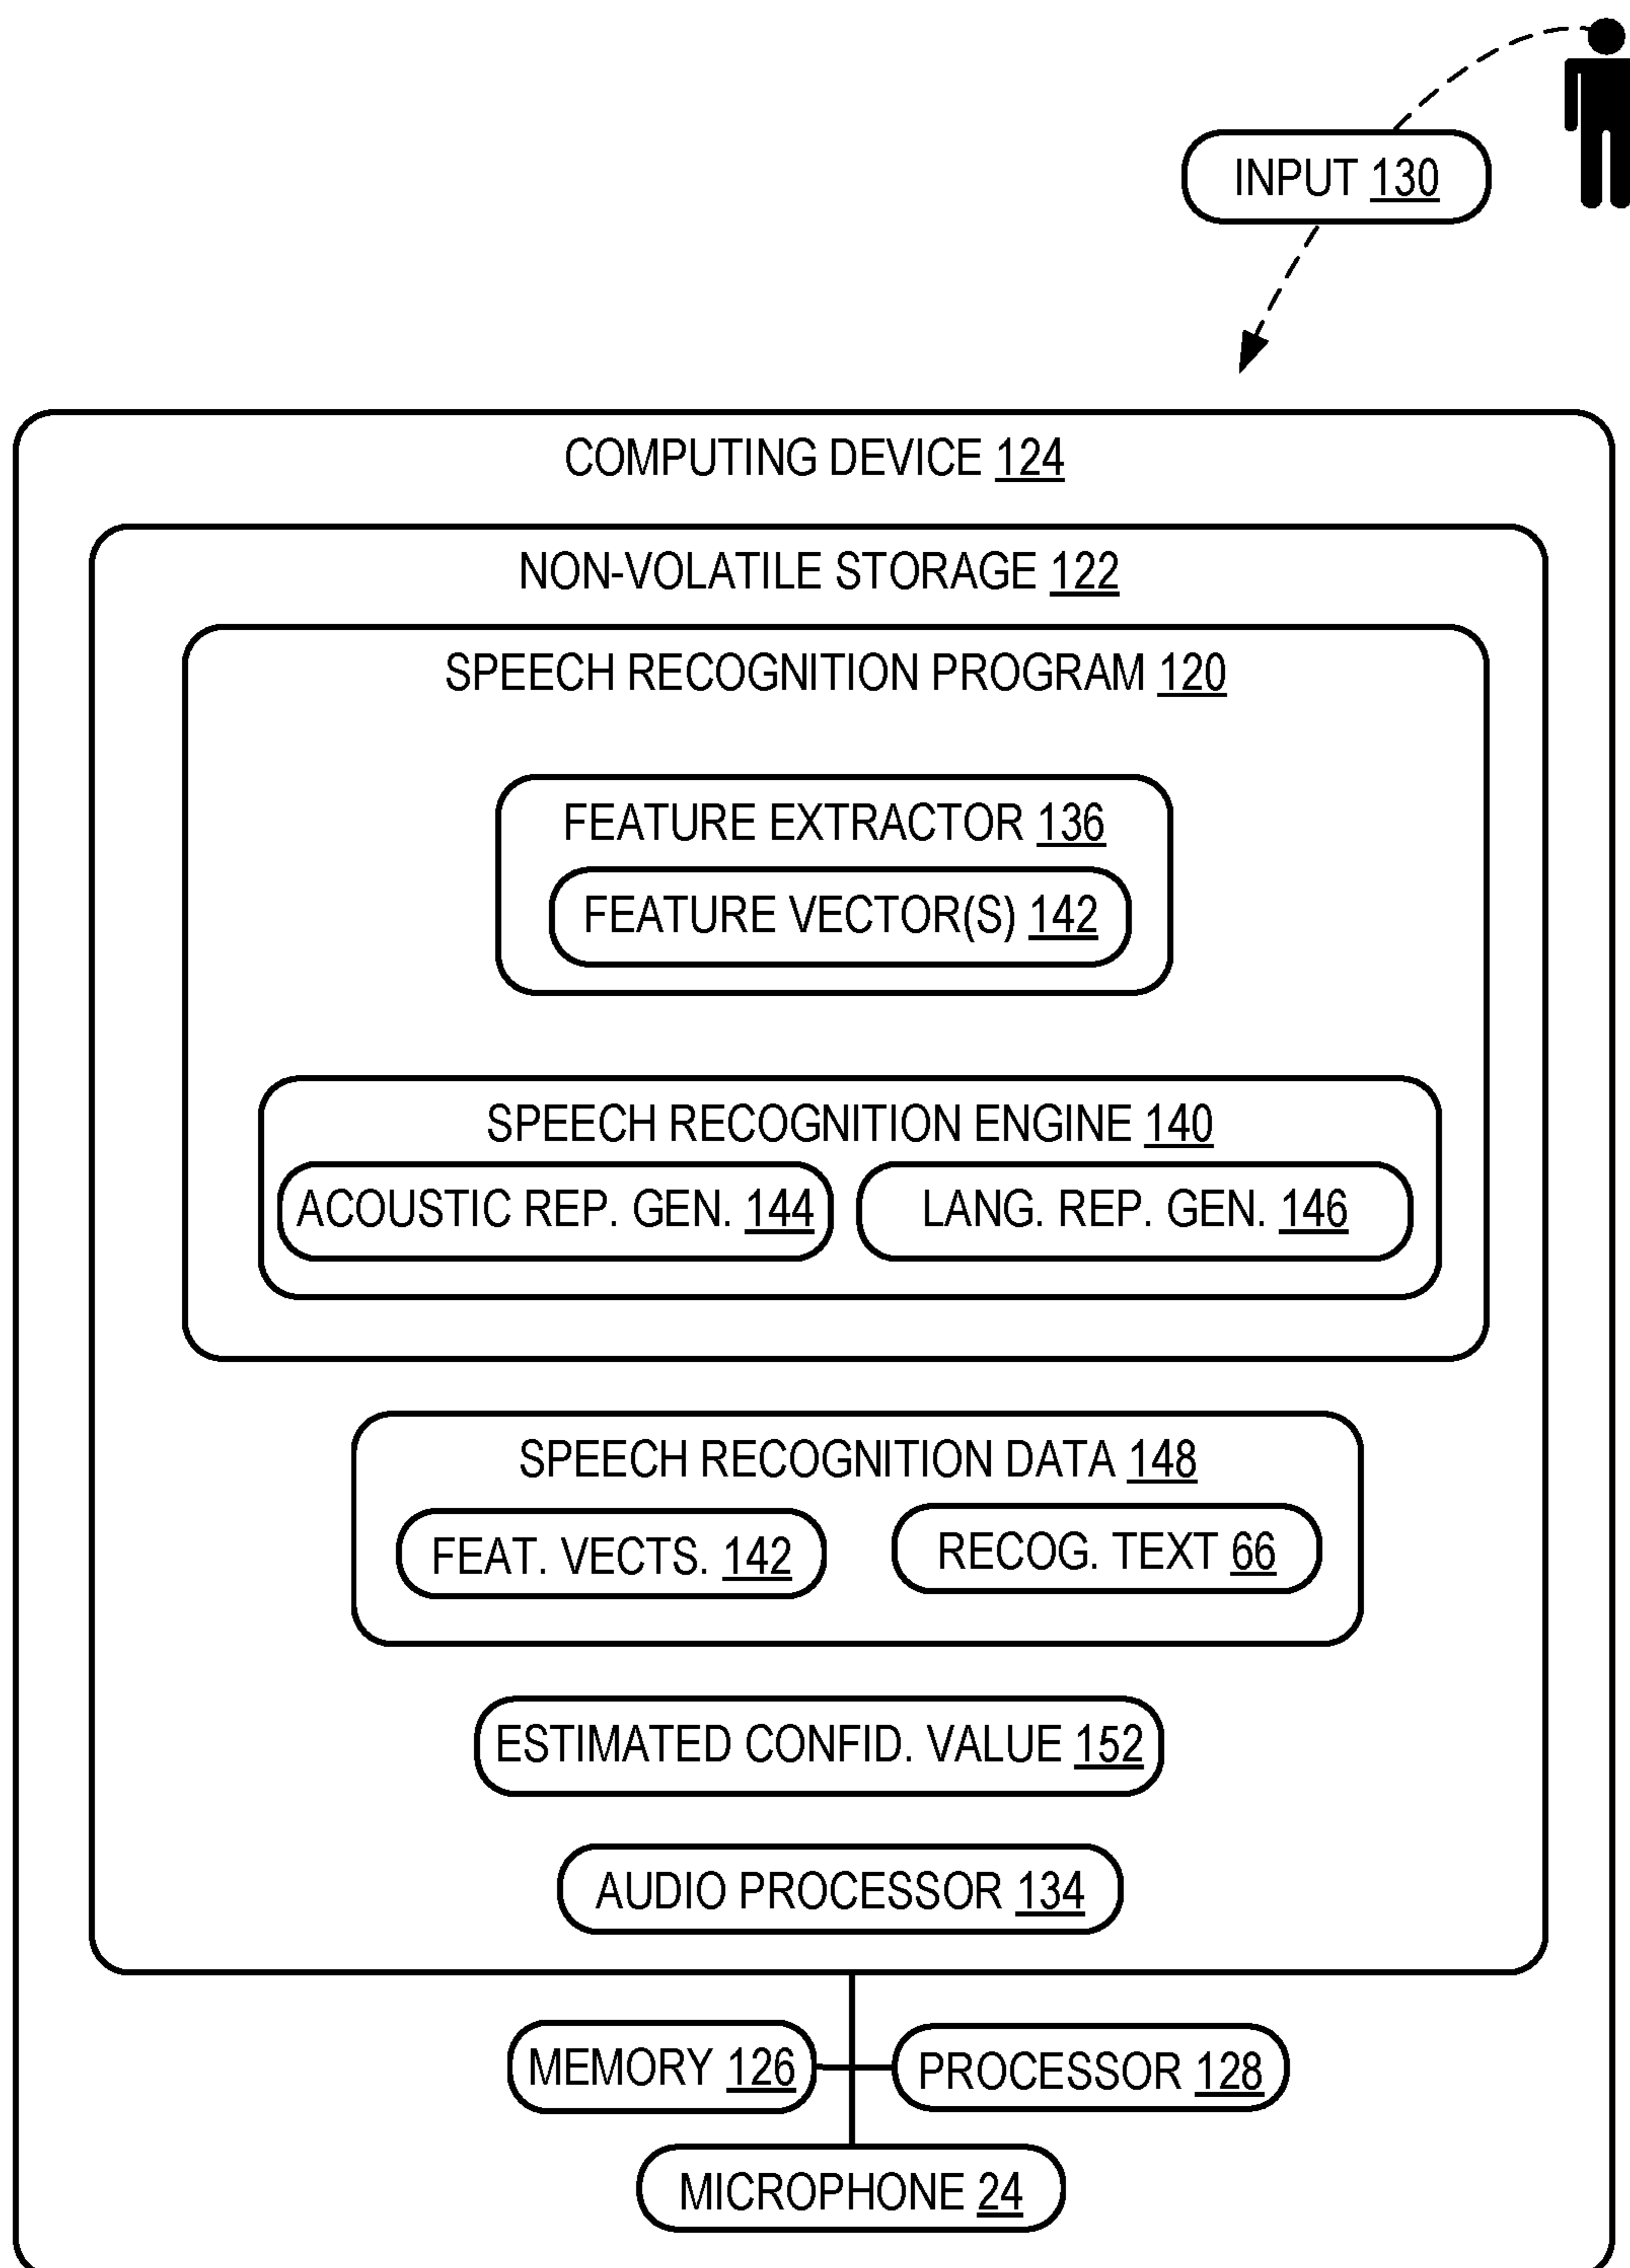 INPUT 130
COMPUTING DEVICE 124
NON-VOLATILE STORAGE 122
SPEECH RECOGNITION PROGRAM 120
FEATURE EXTRACTOR 136
FEATURE VECTOR(S) 142
SPEECH RECOGNITION ENGINE 140
ACOUSTIC REP. GEN. 144
LANG. REP. GEN. 146
SPEECH RECOGNITION DATA 148
FEAT. VECTS. 142
RECOG. TEXT 66
ESTIMATED CONFID. VALUE 152
AUDIO PROCESSOR 134
MEMORY 126
PROCESSOR 128
MICROPHONE 24